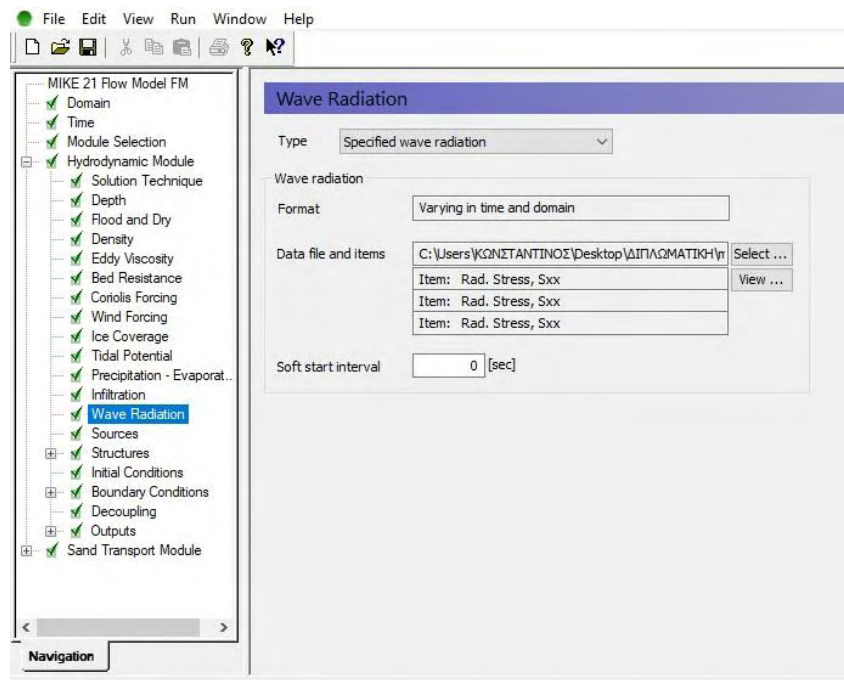 File Edit View Run Window Help
MIKE 21 Flow Model FM
Domain
Time
Module Selection
Hydrodynamic Module
Solution Technique
Depth
Flood and Dry
Density
Eddy Viscosity
Bed Resistance
Coriolis Forcing
Wind Forcing
Ice Coverage
Tidal Potential
Precipitation - Evaporat..
Infiltration
Wave Radiation
Sources
Structures
Initial Conditions
Boundary Conditions
Decoupling
Outputs
Sand Transport Module
Navigation
Wave Radiation
Type Specified wave radiation
Wave radiation
Format Varying in time and domain
Data file and items C:\Users\ΚΩΝΣΤΑΝΤΙΝΟΣ\Desktop\ΔΙΠΛΩΜΑΤΙΚΗ\ Select ...
Item: Rad. Stress, Sxx View ...
Item: Rad. Stress, Sxx
Item: Rad. Stress, Sxx
Soft start interval 0 [sec]